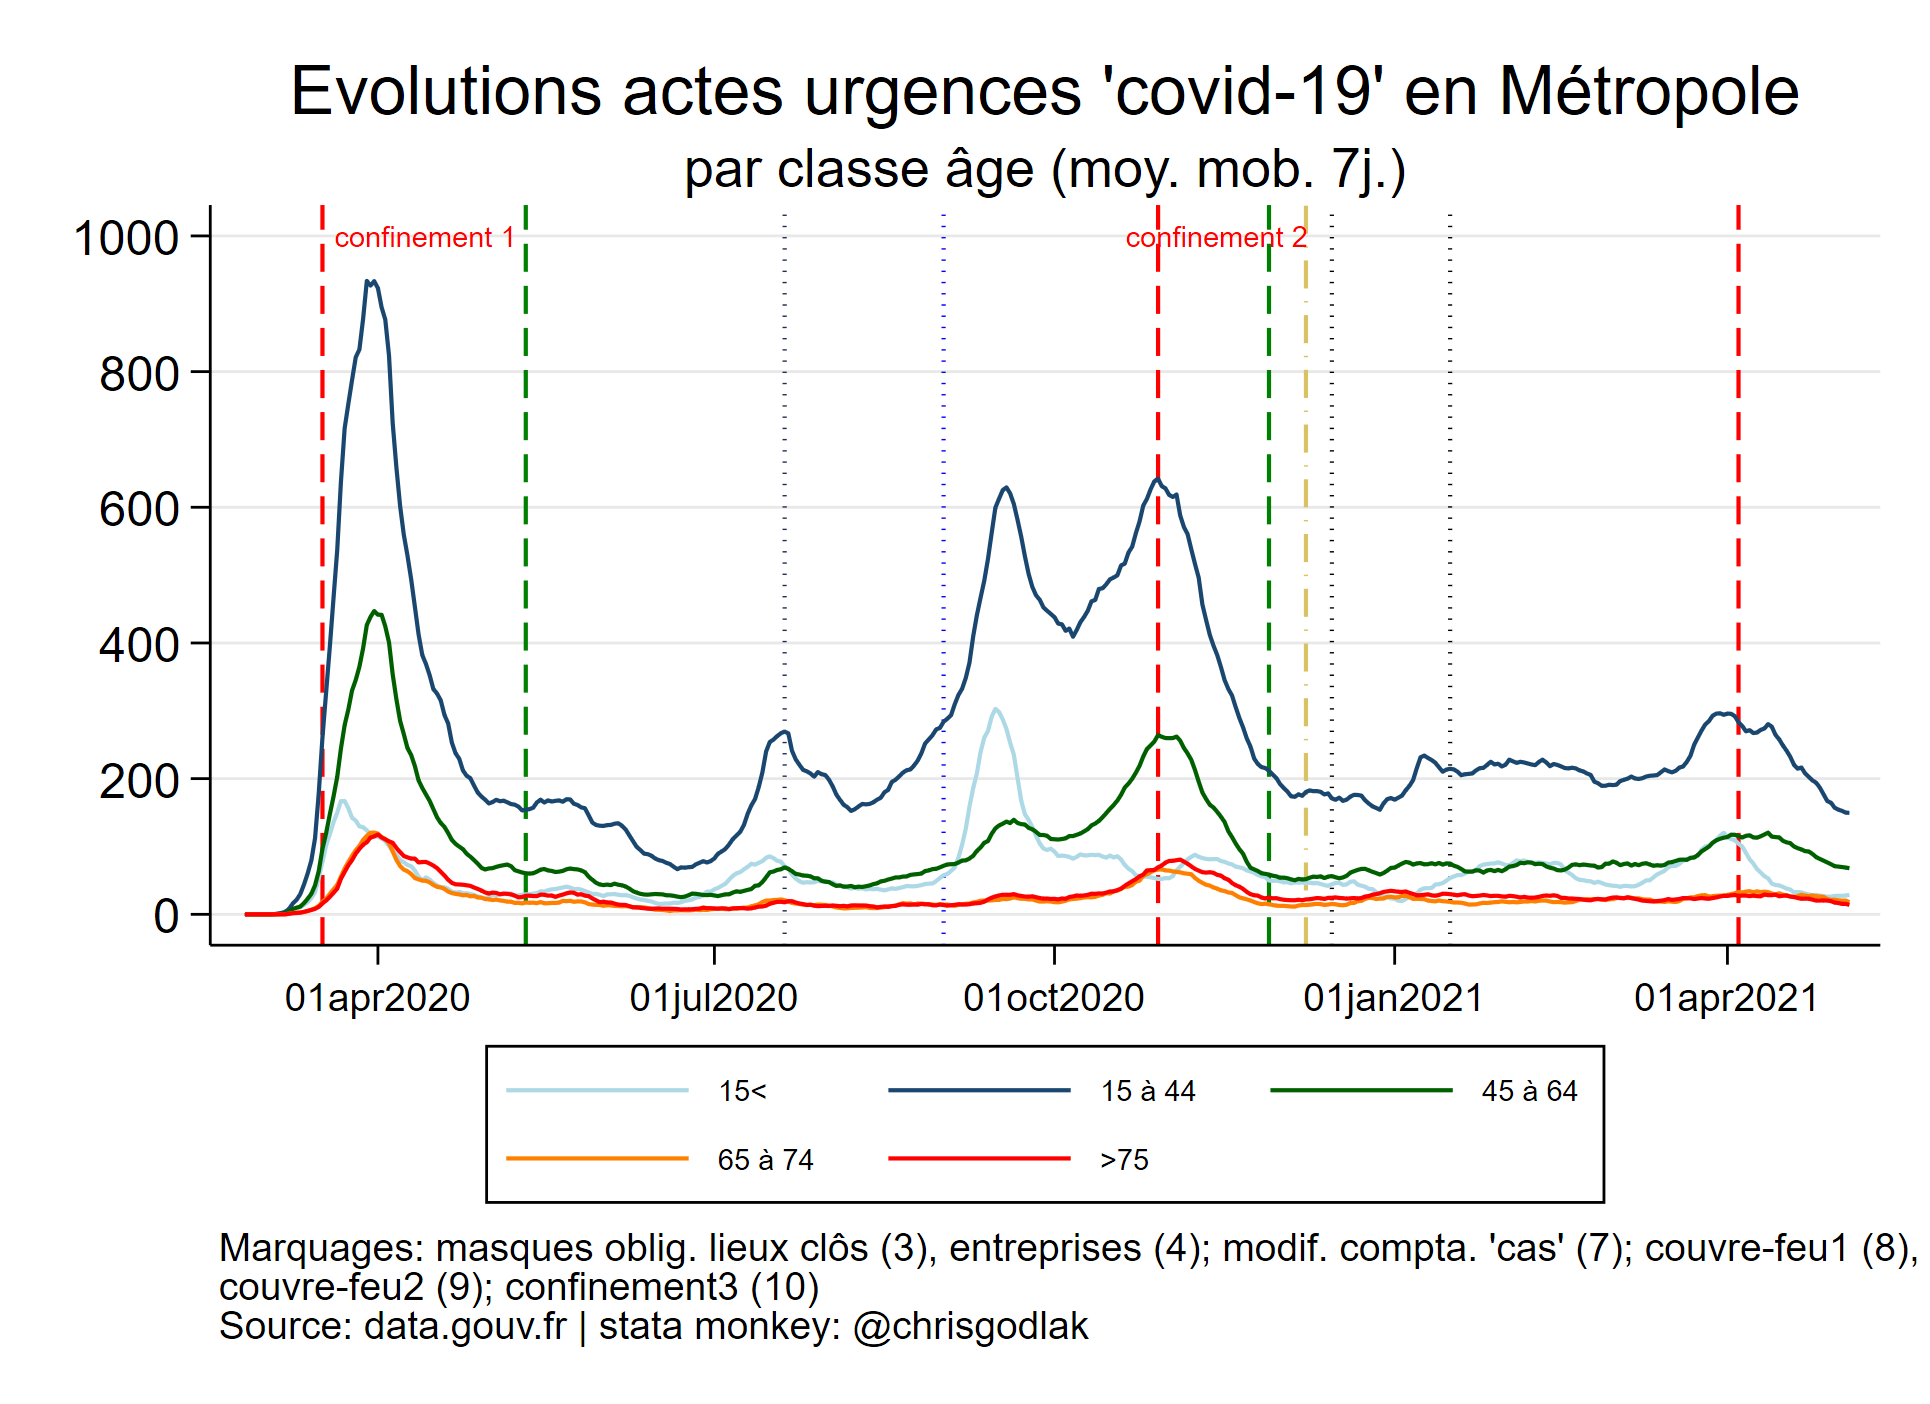 Evolutions actes urgences 'covid-19' en Métropole
par classe âge (moy. mob. 7j.)
confinement 1
confinement 2
1000
800
600
400
200
0
01apr2020
01jul2020
01oct2020
01jan2021
01apr2021
15<
15 à 44
45 à 64
65 à 74
>75
Marquages: masques oblig. lieux clôs (3), entreprises (4); modif. compta. 'cas' (7); couvre-feu1 (8),
couvre-feu2 (9); confinement3 (10)
Source: data.gouv.fr | stata monkey: @chrisgodlak